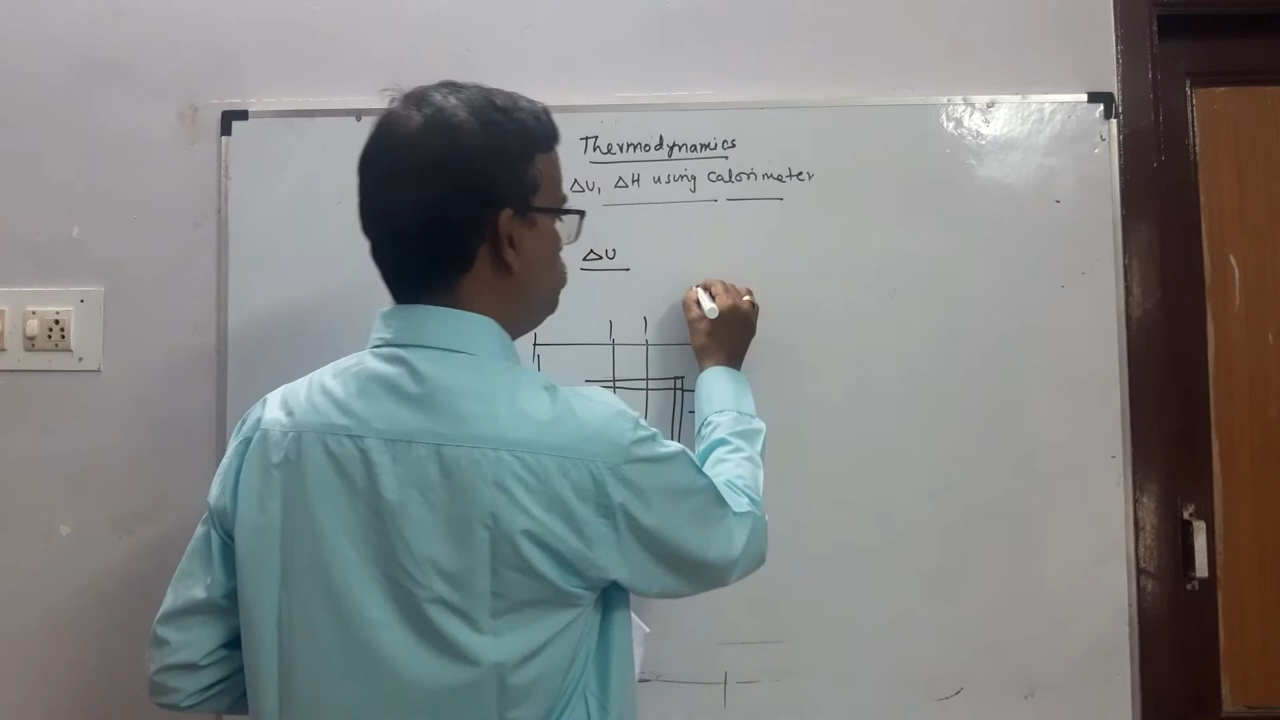 Thermodynamics
ΔU, ΔH using calorimeter
ΔU